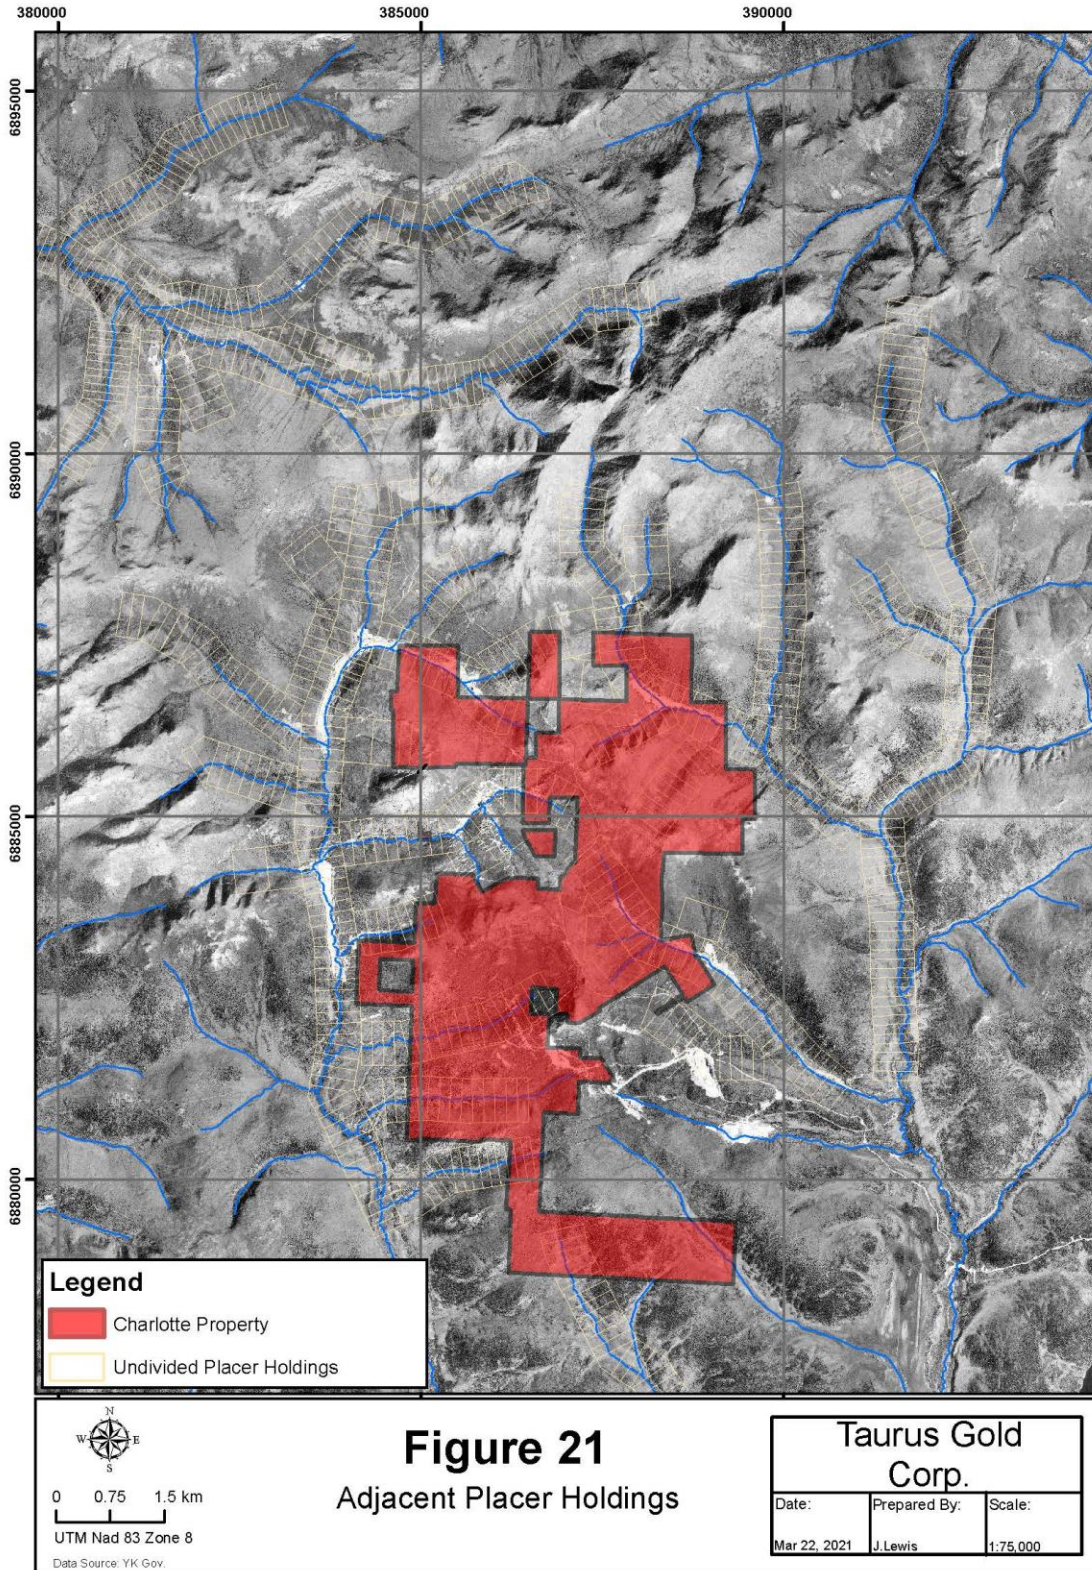 380000 385000 390000
6895000
6890000
6885000
6880000
Legend
Charlotte Property
Undivided Placer Holdings
N
W E
S
0 0.75 1.5 km
UTM Nad 83 Zone 8
Data Source: YK Gov.
Figure 21
Adjacent Placer Holdings
Taurus Gold
Corp.
Date: Prepared By: Scale:
Mar 22, 2021 J.Lewis 1:75,000